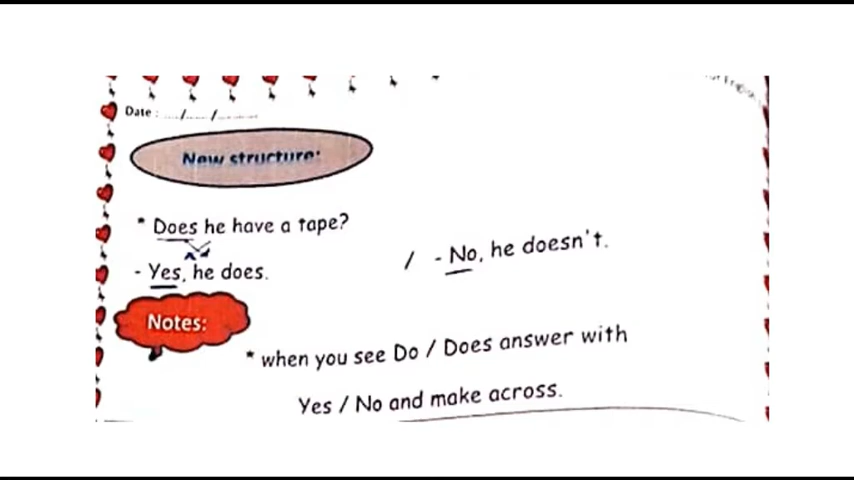 Date : ..../...../..........
New structure:
* Does he have a tape?
- Yes, he does. / - No, he doesn't.
Notes:
* when you see Do / Does answer with
Yes / No and make across.